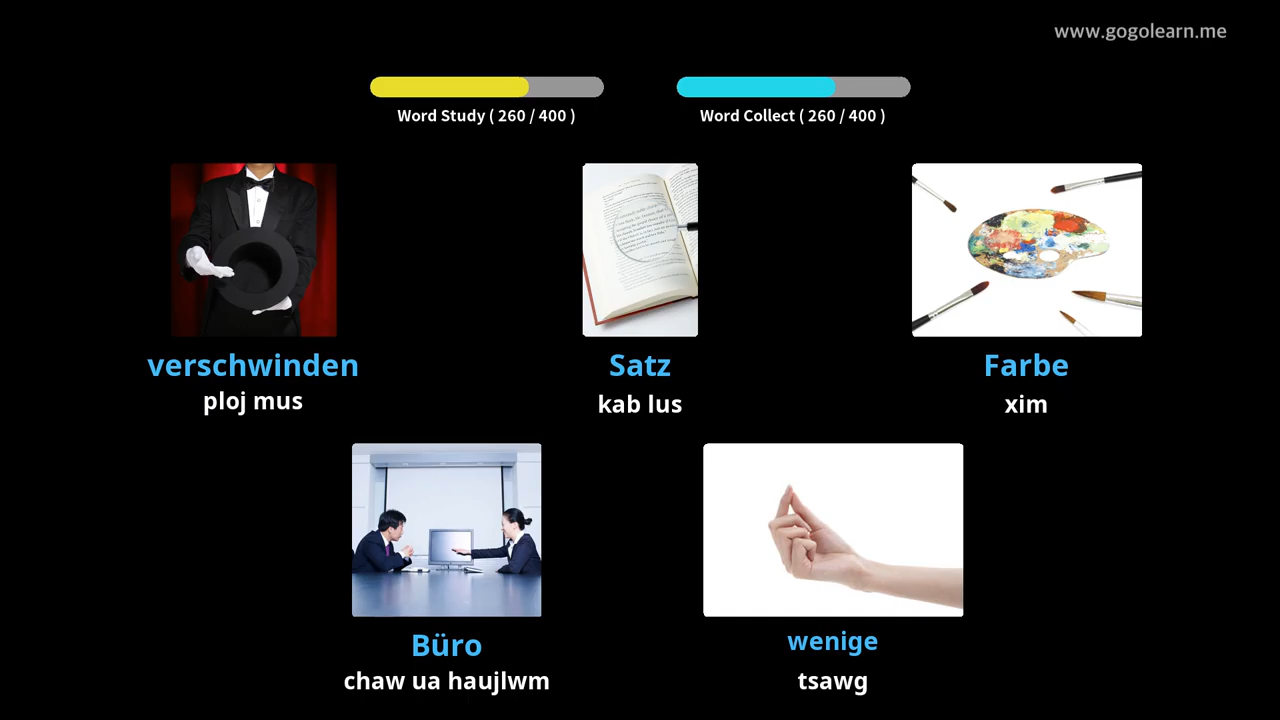 www.gogolearn.me
Word Study ( 260 / 400 )
Word Collect ( 260 / 400 )
verschwinden
ploj mus
Satz
kab lus
Farbe
xim
Büro
chaw ua haujlwm
wenige
tsawg